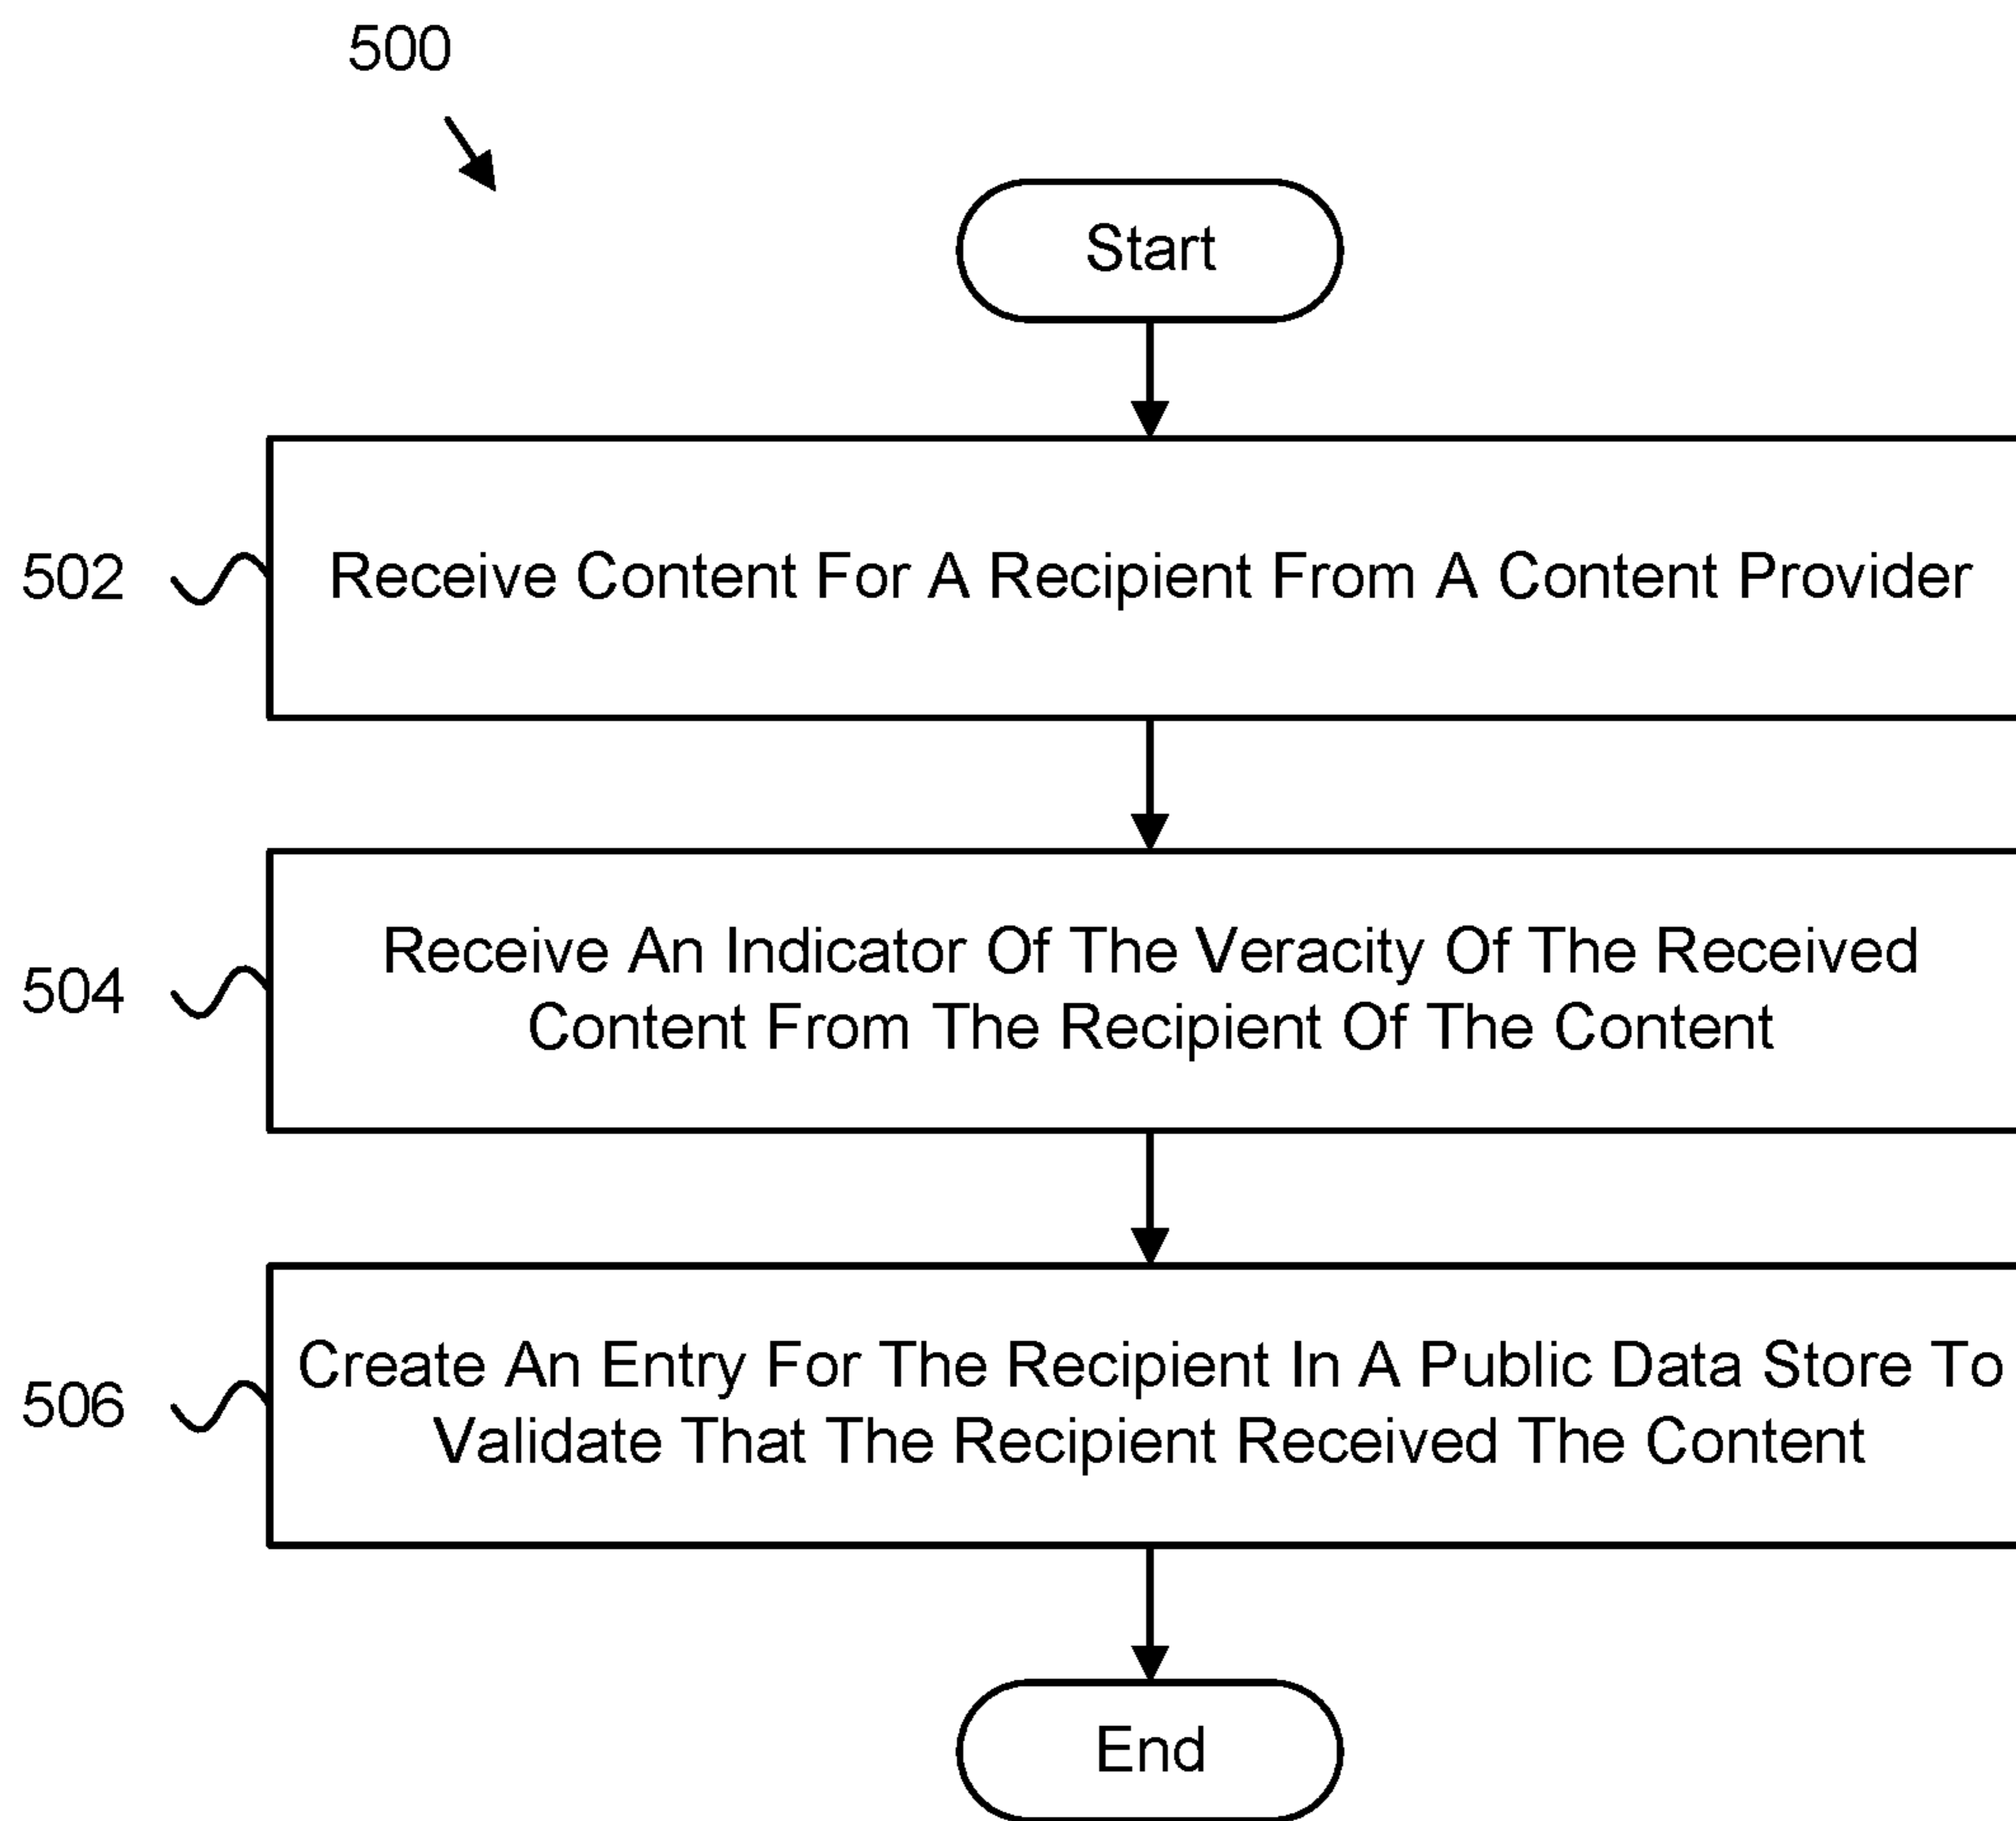 500
Start
502
Receive Content For A Recipient From A Content Provider
504
Receive An Indicator Of The Veracity Of The Received
Content From The Recipient Of The Content
506
Create An Entry For The Recipient In A Public Data Store To
Validate That The Recipient Received The Content
End